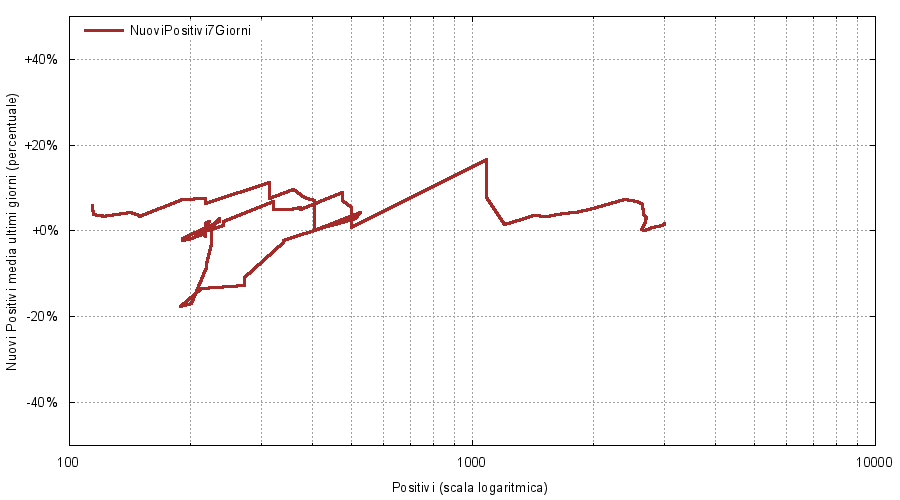 NuoviPositivi7Giorni
+40%
+20%
+0%
-20%
-40%
Nuovi Positivi media ultimi giorni (percentuale)
100
1000
10000
Positivi (scala logaritmica)